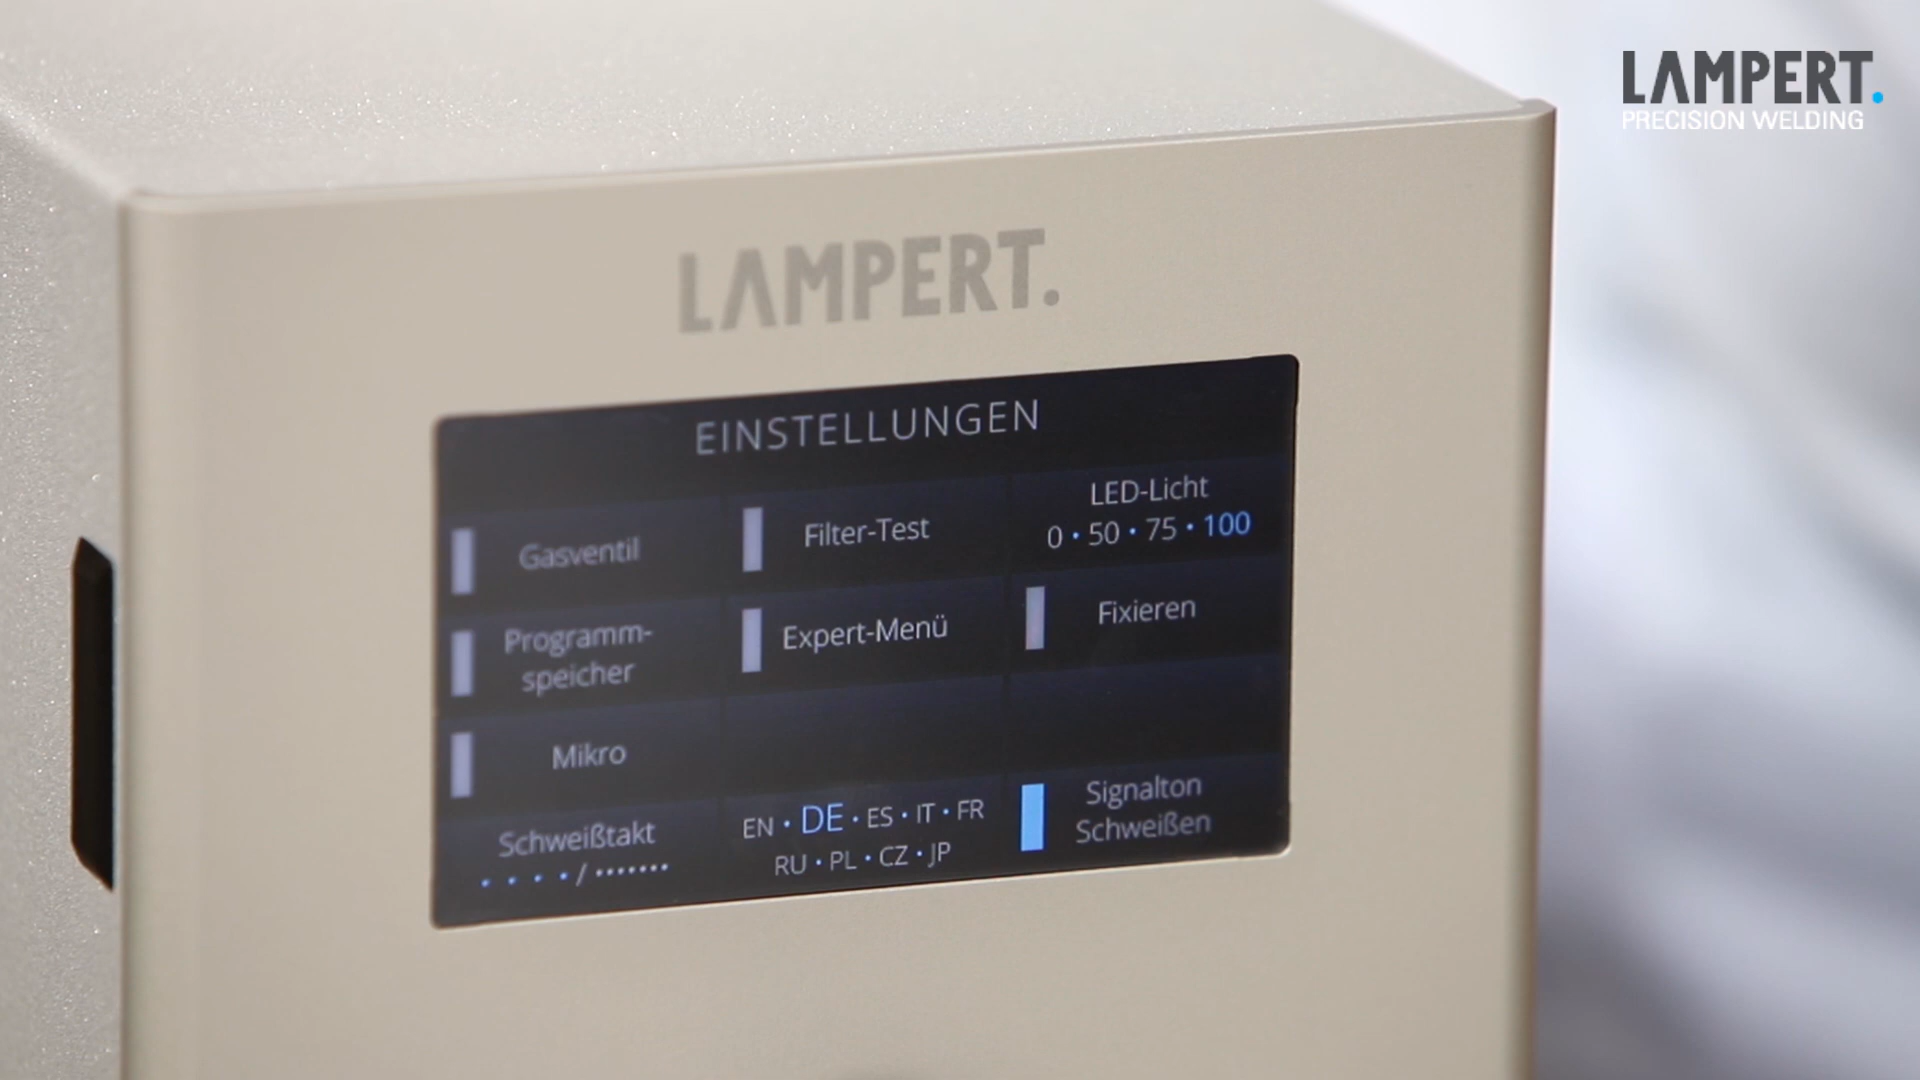 LAMPERT.
PRECISION WELDING
LAMPERT.
EINSTELLUNGEN
Gasventil
Filter-Test
LED-Licht
0 · 50 · 75 · 100
Programm-
speicher
Expert-Menü
Fixieren
Mikro
Schweißtakt
· · · · / ·······
EN · DE · ES · IT · FR
RU · PL · CZ · JP
Signalton
Schweißen